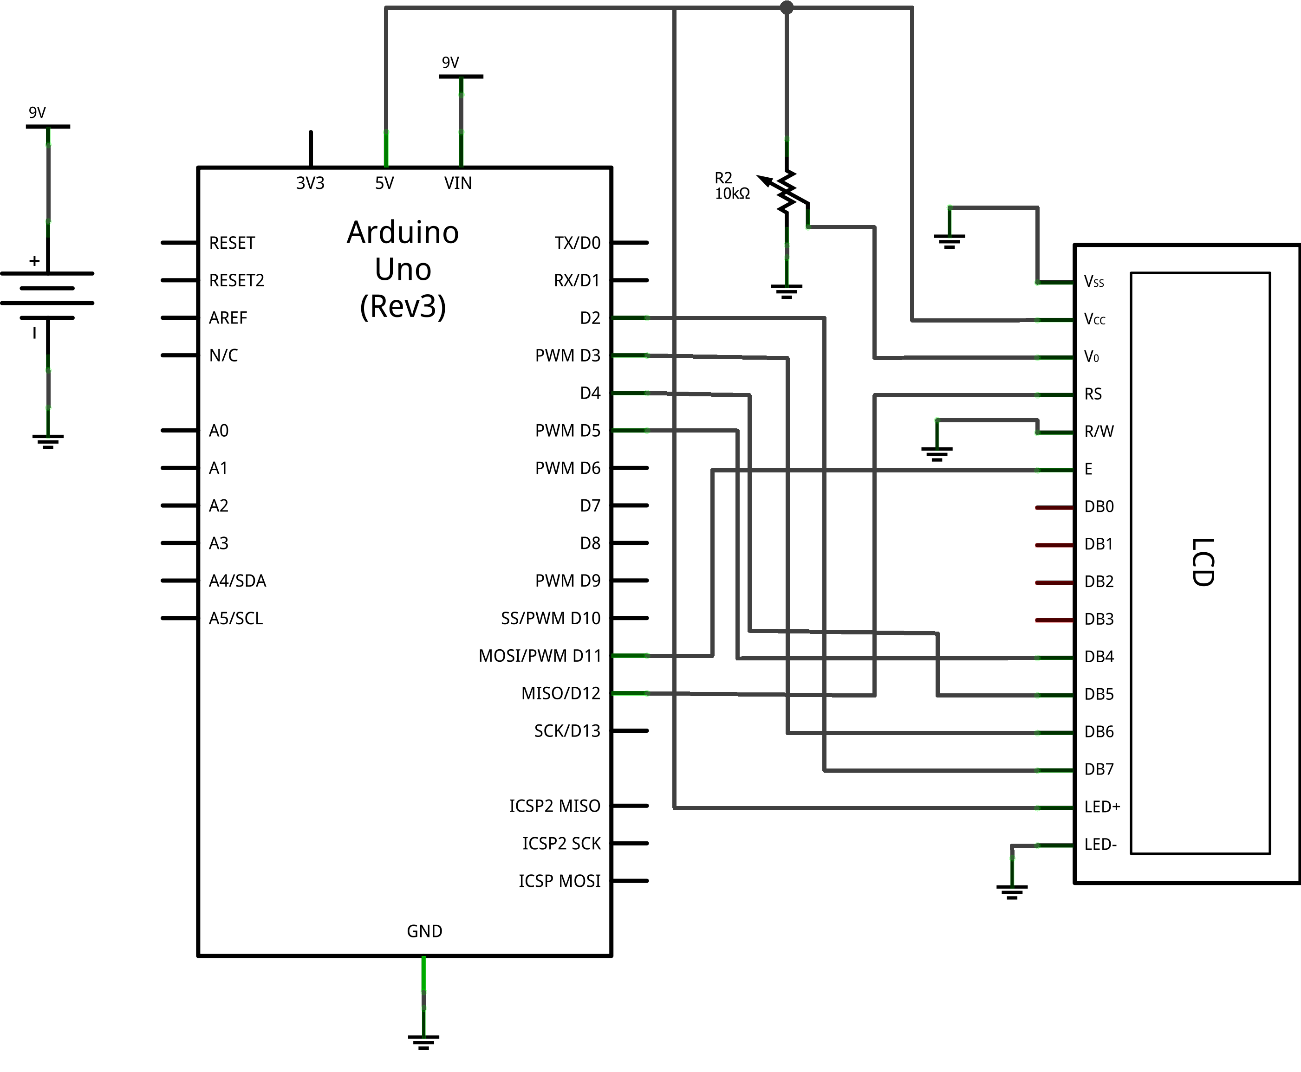 9V
+
9V
3V3
5V
VIN
Arduino
Uno
(Rev3)
RESET
RESET2
AREF
N/C
A0
A1
A2
A3
A4/SDA
A5/SCL
TX/D0
RX/D1
D2
PWM D3
D4
PWM D5
PWM D6
D7
D8
PWM D9
SS/PWM D10
MOSI/PWM D11
MISO/D12
SCK/D13
ICSP2 MISO
ICSP2 SCK
ICSP MOSI
GND
R2
10kΩ
Vss
Vcc
V0
RS
R/W
E
DB0
DB1
DB2
DB3
DB4
DB5
DB6
DB7
LED+
LED-
LCD